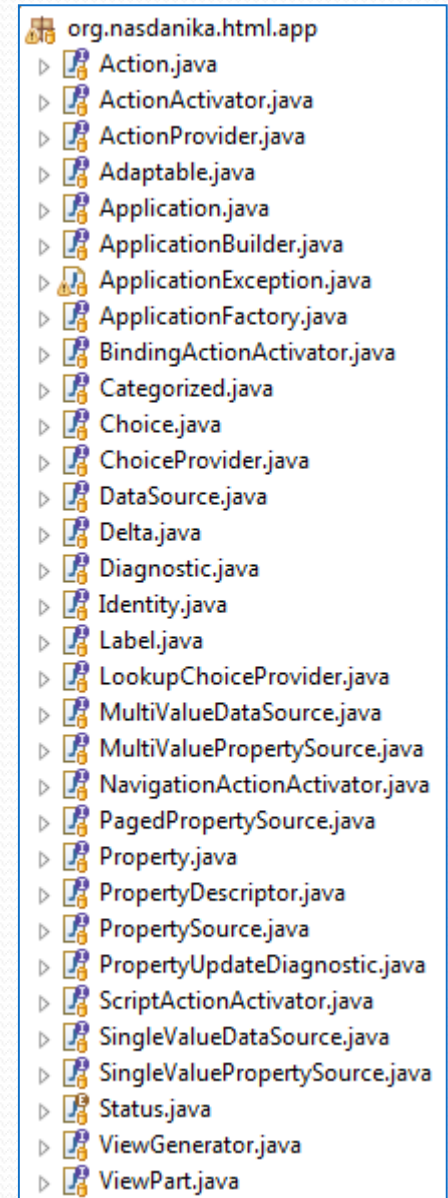 org.nasdanika.html.app
Action.java
ActionActivator.java
ActionProvider.java
Adaptable.java
Application.java
ApplicationBuilder.java
ApplicationException.java
ApplicationFactory.java
BindingActionActivator.java
Categorized.java
Choice.java
ChoiceProvider.java
DataSource.java
Delta.java
Diagnostic.java
Identity.java
Label.java
LookupChoiceProvider.java
MultiValueDataSource.java
MultiValuePropertySource.java
NavigationActionActivator.java
PagedPropertySource.java
Property.java
PropertyDescriptor.java
PropertySource.java
PropertyUpdateDiagnostic.java
ScriptActionActivator.java
SingleValueDataSource.java
SingleValuePropertySource.java
Status.java
ViewGenerator.java
ViewPart.java